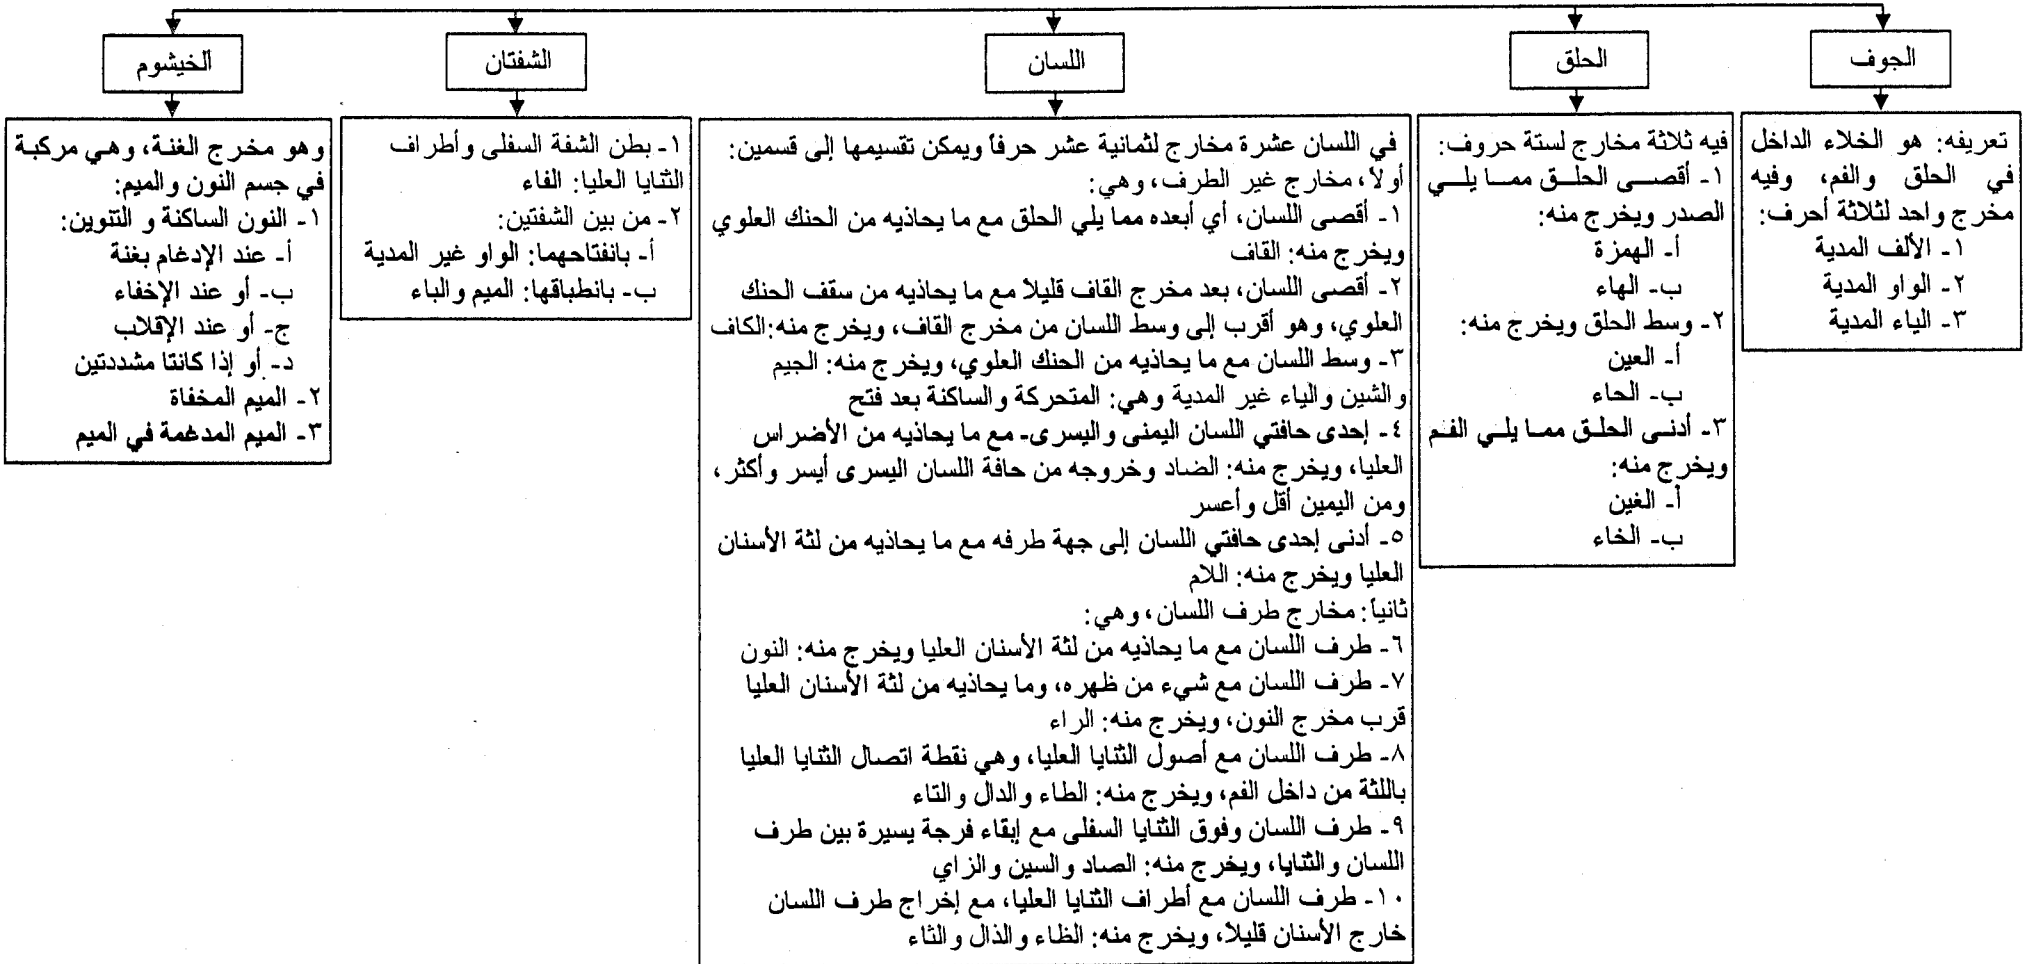 الجوف
تعريفه: هو الخلاء الداخل
في الحلق والفم، وفيه
مخرج واحد لثلاثة أحرف:
١- الألف المدية
٢- الواو المدية
٣- الياء المدية
الحلق
فيه ثلاثة مخارج لستة حروف:
١- أقصى الحلق مما يلي
الصدر ويخرج منه:
أ- الهمزة
ب- الهاء
٢- وسط الحلق ويخرج منه:
أ- العين
ب- الحاء
٣- أدنى الحلق مما يلي الفم
ويخرج منه:
أ- الغين
ب- الخاء
اللسان
في اللسان عشرة مخارج لثمانية عشر حرفاً ويمكن تقسيمها إلى قسمين:
أولاً، مخارج غير الطرف، وهي:
١- أقصى اللسان، أي أبعده مما يلي الحلق مع ما يحاذيه من الحنك العلوي
ويخرج منه: القاف
٢- أقصى اللسان، بعد مخرج القاف قليلاً مع ما يحاذيه من سقف الحنك
العلوي، وهو أقرب إلى وسط اللسان من مخرج القاف، ويخرج منه:الكاف
٣- وسط اللسان مع ما يحاذيه من الحنك العلوي، ويخرج منه: الجيم
والشين والياء غير المدية وهي: المتحركة والساكنة بعد فتح
٤- إحدى حافتي اللسان اليمنى واليسرى- مع ما يحاذيه من الأضراس
العليا، ويخرج منه: الضاد وخروجه من حافة اللسان اليسرى أيسر وأكثر،
ومن اليمين أقل وأعسر
٥- أدنى إحدى حافتي اللسان إلى جهة طرفه مع ما يحاذيه من لثة الأسنان
العليا ويخرج منه: اللام
ثانياً: مخارج طرف اللسان، وهي:
٦- طرف اللسان مع ما يحاذيه من لثة الأسنان العليا ويخرج منه: النون
٧- طرف اللسان مع شيء من ظهره، وما يحاذيه من لثة الأسنان العليا
قرب مخرج النون، ويخرج منه: الراء
٨- طرف اللسان مع أصول الثنايا العليا، وهي نقطة اتصال الثنايا العليا
باللثة من داخل الفم، ويخرج منه: الطاء والدال والتاء
٩- طرف اللسان وفوق الثنايا السفلى مع إبقاء فرجة يسيرة بين طرف
اللسان والثنايا، ويخرج منه: الصاد والسين والزاي
١٠- طرف اللسان مع أطراف الثنايا العليا، مع إخراج طرف اللسان
خارج الأسنان قليلاً، ويخرج منه: الظاء والذال والثاء
الشفتان
١- بطن الشفة السفلى وأطراف
الثنايا العليا: الفاء
٢- من بين الشفتين:
أ- بانفتاحهما: الواو غير المدية
ب- بانطباقها: الميم والباء
الخيشوم
وهو مخرج الغنة، وهي مركبة
في جسم النون والميم:
١- النون الساكنة و التنوين:
أ- عند الإدغام بغنة
ب- أو عند الإخفاء
ج- أو عند الإقلاب
د- أو إذا كانتا مشددتين
٢- الميم المخفاة
٣- الميم المدغمة في الميم